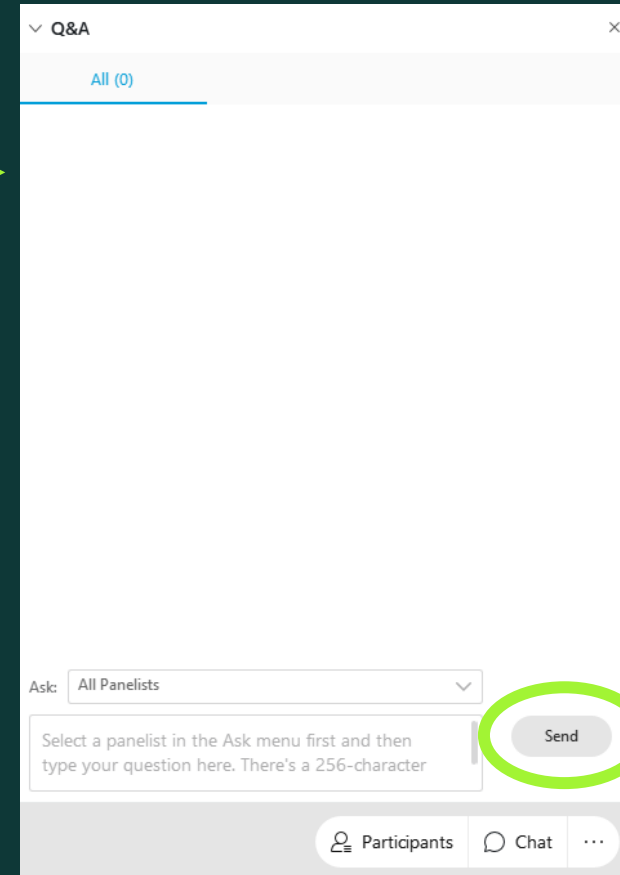 Q&A
All (0)
Ask: All Panelists
Select a panelist in the Ask menu first and then
type your question here. There's a 256-character
Send
Participants Chat ...